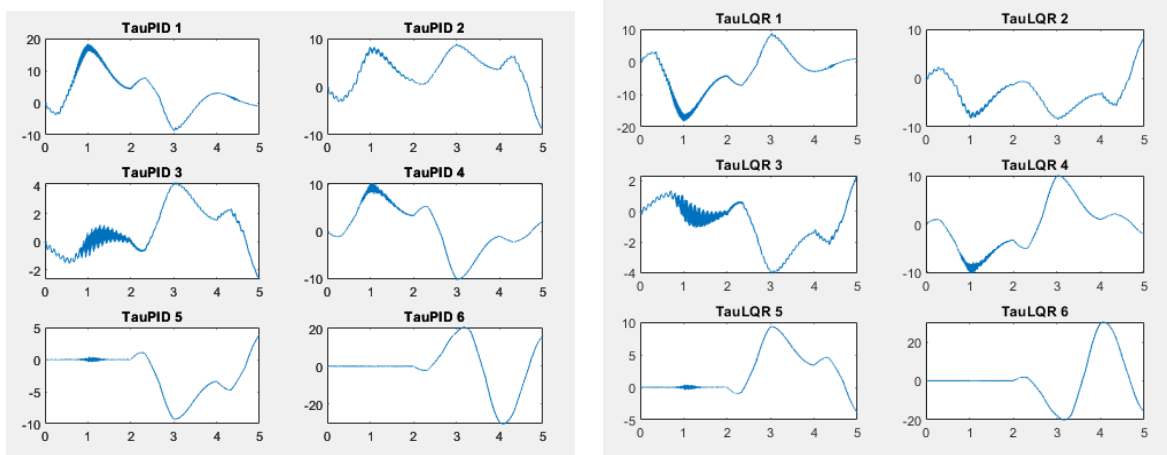 TauPID 1
20
10
0
-10
0 1 2 3 4 5
TauPID 2
10
0
-10
0 1 2 3 4 5
TauPID 3
4
2
0
-2
0 1 2 3 4 5
TauPID 4
10
0
-10
0 1 2 3 4 5
TauPID 5
5
0
-5
-10
0 1 2 3 4 5
TauPID 6
20
0
-20
0 1 2 3 4 5
TauLQR 1
10
0
-10
-20
0 1 2 3 4 5
TauLQR 2
10
0
-10
0 1 2 3 4 5
TauLQR 3
2
0
-2
-4
0 1 2 3 4 5
TauLQR 4
10
0
-10
0 1 2 3 4 5
TauLQR 5
10
5
0
-5
0 1 2 3 4 5
TauLQR 6
20
0
-20
0 1 2 3 4 5